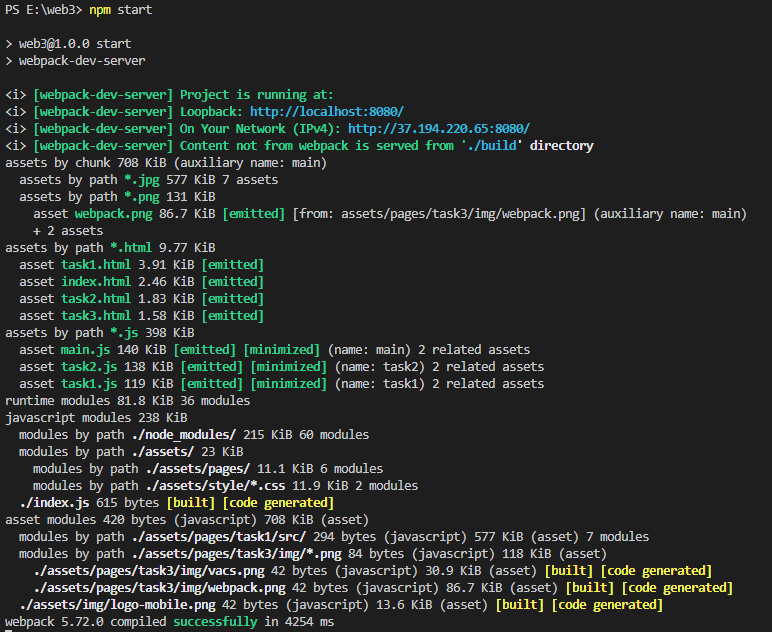 PS E:\web3> npm start
> web3@1.0.0 start
> webpack-dev-server
<i> [webpack-dev-server] Project is running at:
<i> [webpack-dev-server] Loopback: http://localhost:8080/
<i> [webpack-dev-server] On Your Network (IPv4): http://37.194.220.65:8080/
<i> [webpack-dev-server] Content not from webpack is served from './build' directory
assets by chunk 708 KiB (auxiliary name: main)
  assets by path *.jpg 577 KiB 7 assets
  assets by path *.png 131 KiB
    asset webpack.png 86.7 KiB [emitted] [from: assets/pages/task3/img/webpack.png] (auxiliary name: main)
    + 2 assets
assets by path *.html 9.77 KiB
  asset task1.html 3.91 KiB [emitted]
  asset index.html 2.46 KiB [emitted]
  asset task2.html 1.83 KiB [emitted]
  asset task3.html 1.58 KiB [emitted]
assets by path *.js 398 KiB
  asset main.js 140 KiB [emitted] [minimized] (name: main) 2 related assets
  asset task2.js 138 KiB [emitted] [minimized] (name: task2) 2 related assets
  asset task1.js 119 KiB [emitted] [minimized] (name: task1) 2 related assets
runtime modules 81.8 KiB 36 modules
javascript modules 238 KiB
  modules by path ./node_modules/ 215 KiB 60 modules
  modules by path ./assets/ 23 KiB
    modules by path ./assets/pages/ 11.1 KiB 6 modules
    modules by path ./assets/style/*.css 11.9 KiB 2 modules
  ./index.js 615 bytes [built] [code generated]
asset modules 420 bytes (javascript) 708 KiB (asset)
  modules by path ./assets/pages/task1/src/ 294 bytes (javascript) 577 KiB (asset) 7 modules
  modules by path ./assets/pages/task3/img/*.png 84 bytes (javascript) 118 KiB (asset)
    ./assets/pages/task3/img/vacs.png 42 bytes (javascript) 30.9 KiB (asset) [built] [code generated]
    ./assets/pages/task3/img/webpack.png 42 bytes (javascript) 86.7 KiB (asset) [built] [code generated]
  ./assets/img/logo-mobile.png 42 bytes (javascript) 13.6 KiB (asset) [built] [code generated]
webpack 5.72.0 compiled successfully in 4254 ms